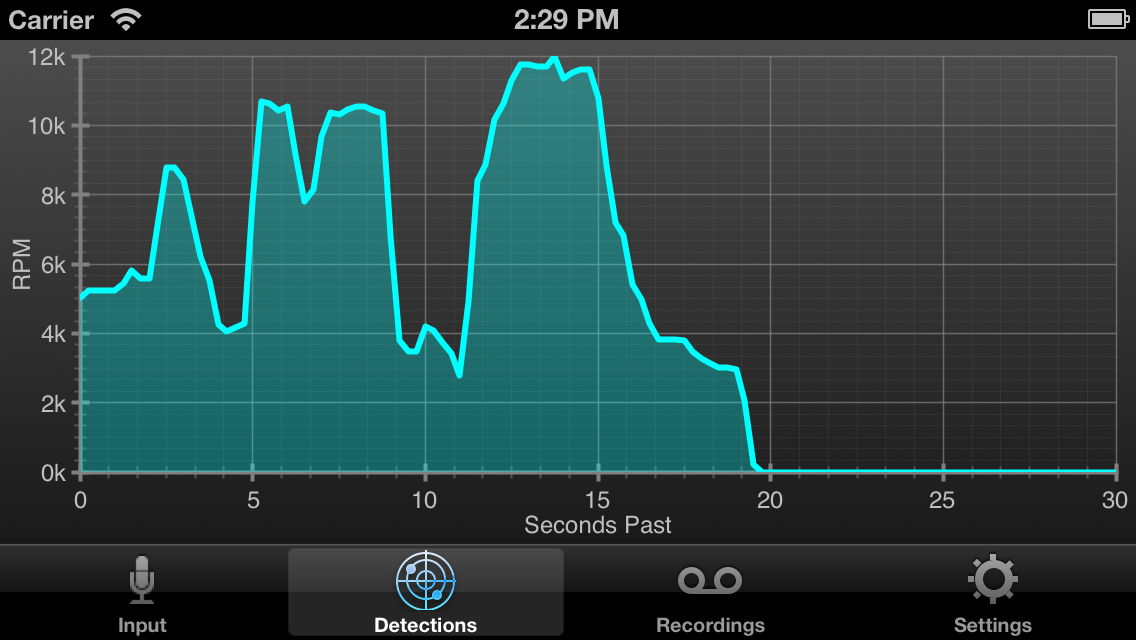 Carrier 2:29 PM
12k
10k
8k
6k
4k
2k
0k
RPM
0 5 10 15 20 25 30
Seconds Past
Input Detections Recordings Settings